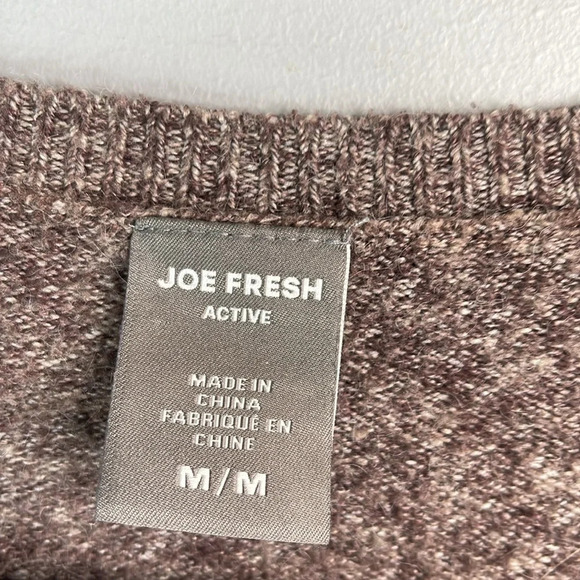 JOE FRESH
ACTIVE
MADE IN
CHINA
FABRIQUÉ EN
CHINE
M/M